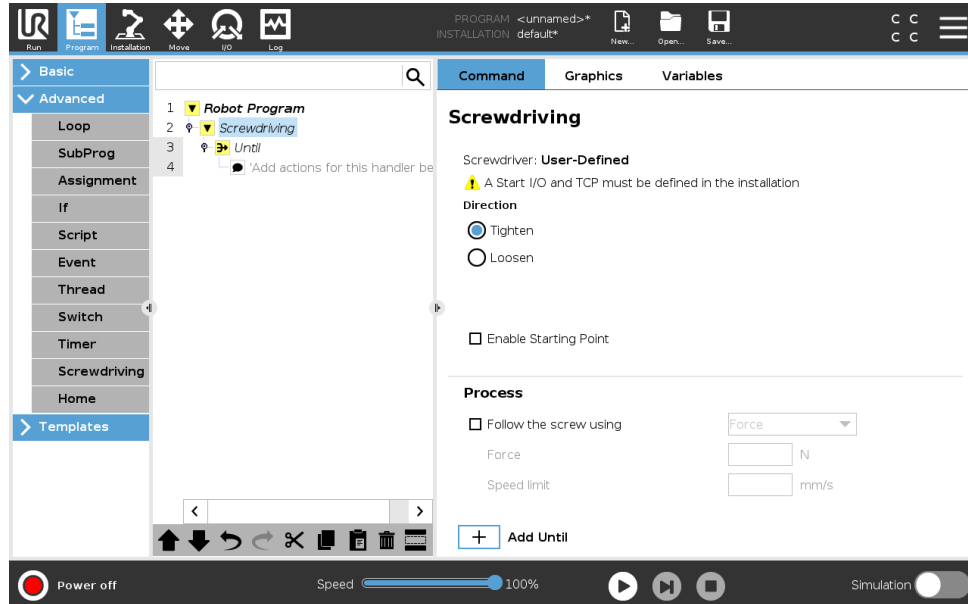 UR
PROGRAM <unnamed>*
INSTALLATION default*
Run Program Installation Move I/O Log New... Open... Save...
C C
C C
Basic
Advanced
Loop
SubProg
Assignment
If
Script
Event
Thread
Switch
Timer
Screwdriving
Home
Templates
1 Robot Program
2 Screwdriving
3 Until
4 'Add actions for this handler be
Command Graphics Variables
Screwdriving
Screwdriver: User-Defined
A Start I/O and TCP must be defined in the installation
Direction
Tighten
Loosen
Enable Starting Point
Process
Follow the screw using Force
Force N
Speed limit mm/s
+ Add Until
Power off Speed 100% Simulation